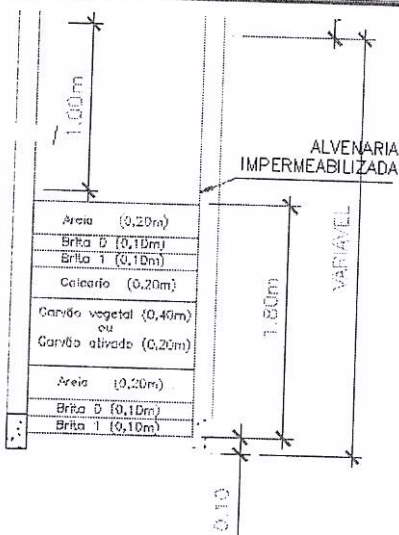 1.00m
ALVENARIA
IMPERMEABILIZADA
Areia (0,20m)
Brita 0 (0,10m)
Brita 1 (0,10m)
Calcario (0,20m)
Carvão vegetal (0,40m)
ou
Carvão ativado (0,20m)
Areia (0,20m)
Brita 0 (0,10m)
Brita 1 (0,10m)
1.80m
VARIÁVEL
0.10